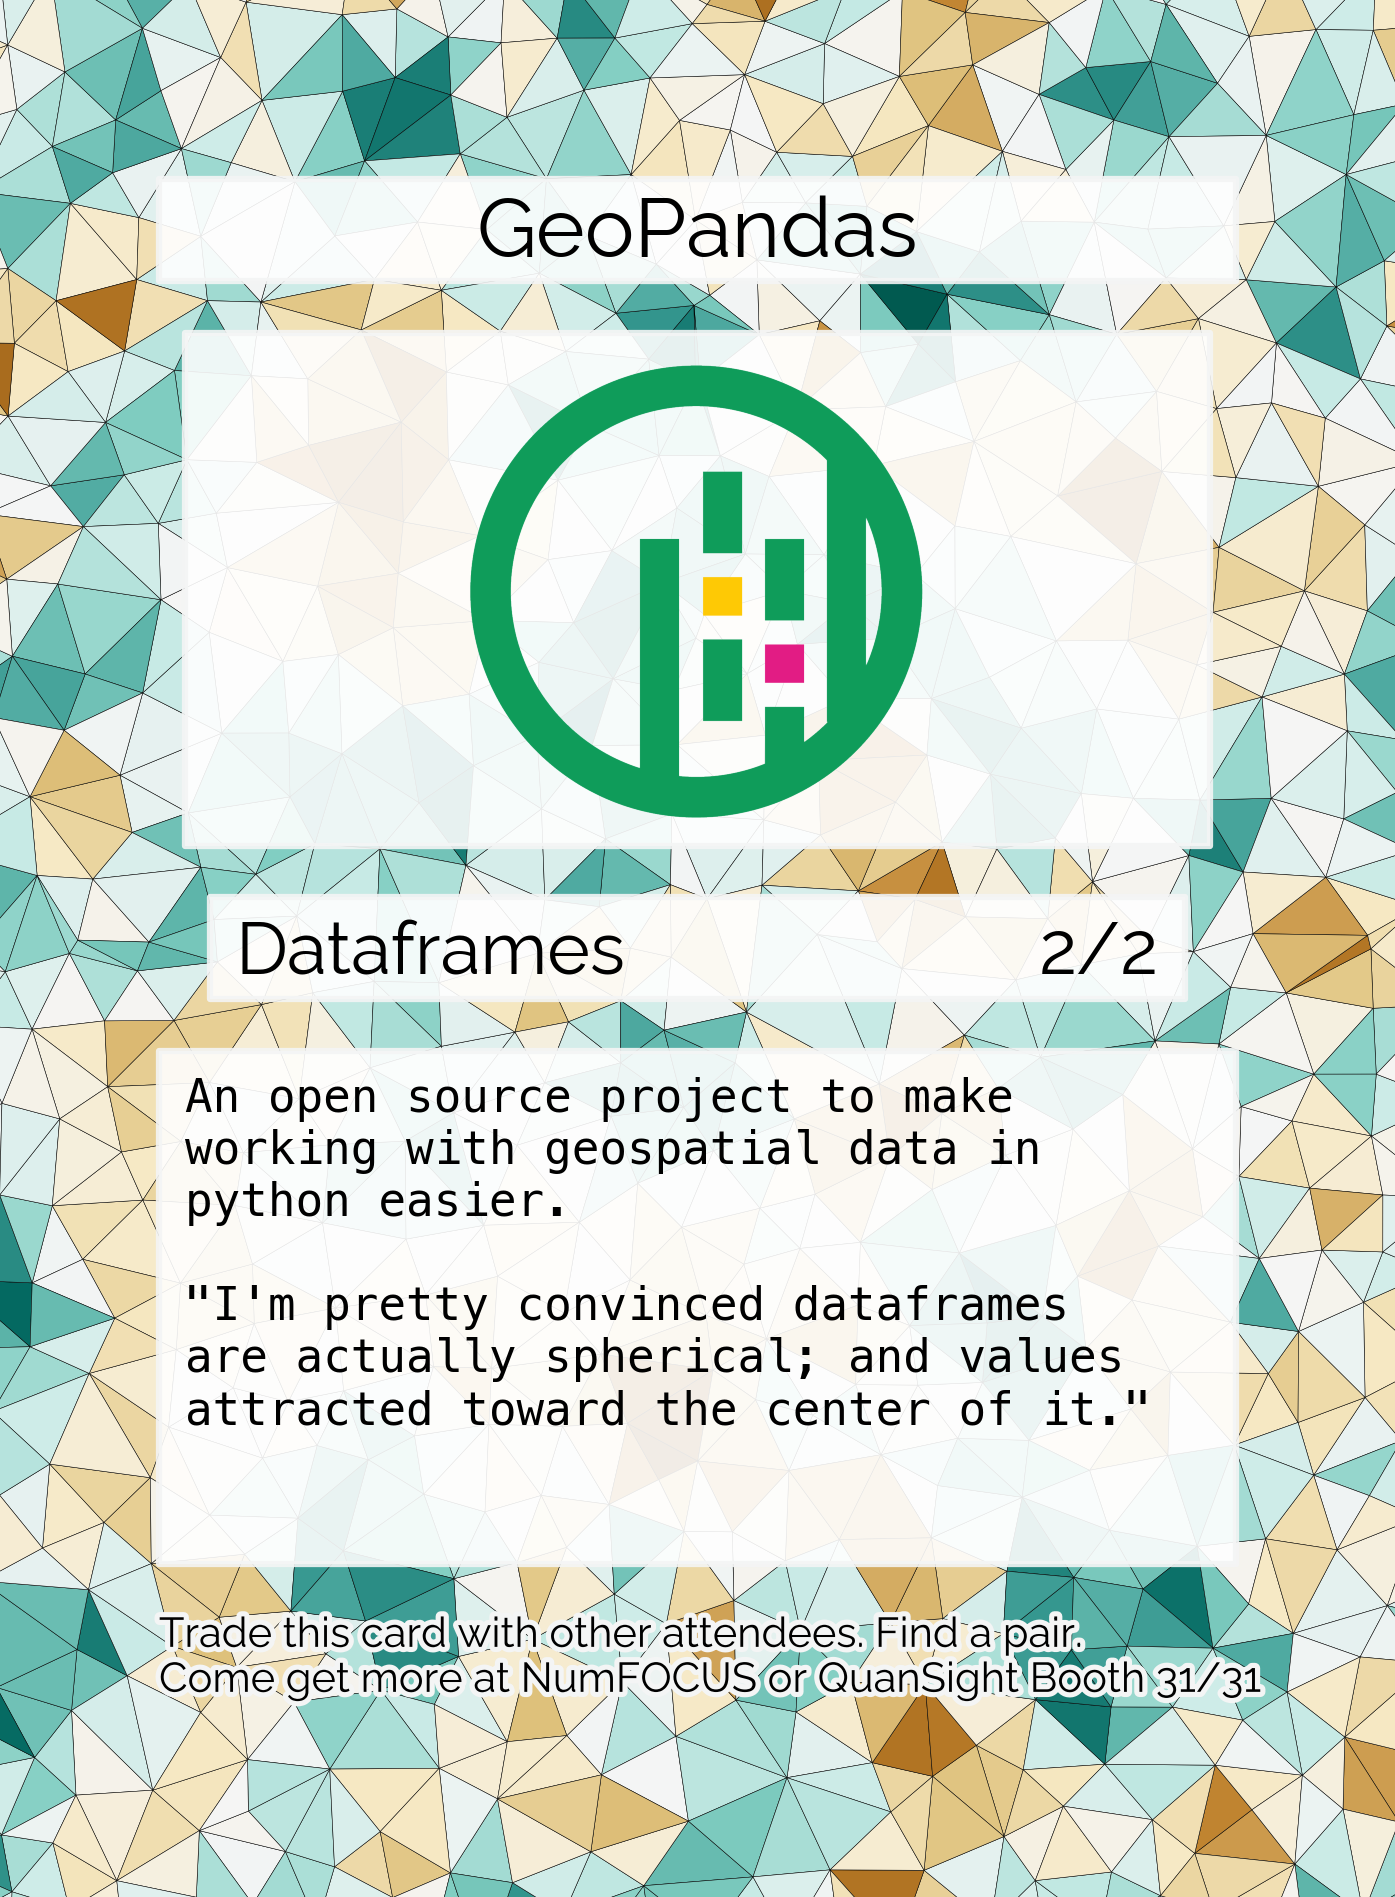 GeoPandas
Dataframes 2/2
An open source project to make
working with geospatial data in
python easier.
"I'm pretty convinced dataframes
are actually spherical; and values
attracted toward the center of it."
Trade this card with other attendees. Find a pair.
Come get more at NumFOCUS or QuanSight Booth 31/31